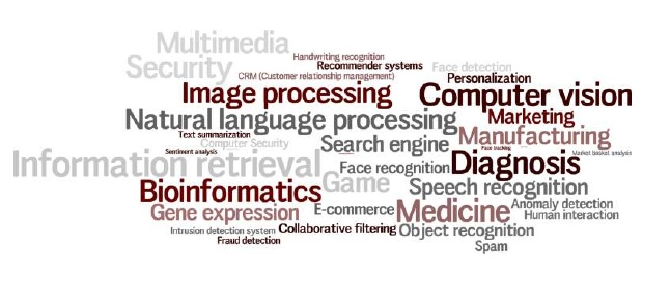 Multimedia
Handwriting recognition
Security
Recommender systems
Face detection
CRM (Customer relationship management)
Personalization
Image processing
Computer vision
Natural language processing
Marketing
Text summarization
Manufacturing
Computer Security
Search engine
Face tracking
Sentiment analysis
Market basket analysis
Information retrieval
Face recognition
Diagnosis
Bioinformatics
Game
Speech recognition
Gene expression
E-commerce
Medicine
Anomaly detection
Human interaction
Intrusion detection system
Collaborative filtering
Object recognition
Fraud detection
Spam